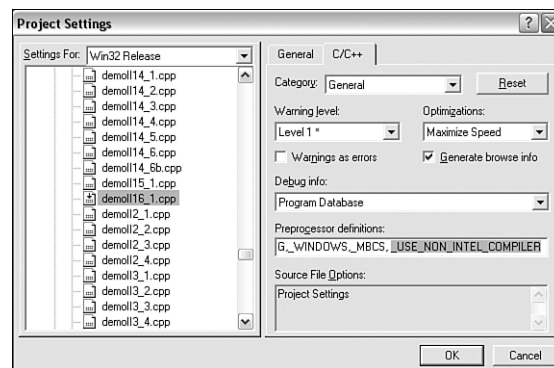 Project Settings
Settings For: Win32 Release
demoII14_1.cpp
demoII14_2.cpp
demoII14_3.cpp
demoII14_4.cpp
demoII14_5.cpp
demoII14_6.cpp
demoII14_6b.cpp
demoII15_1.cpp
demoII16_1.cpp
demoII2_1.cpp
demoII2_2.cpp
demoII2_3.cpp
demoII2_4.cpp
demoII3_1.cpp
demoII3_2.cpp
demoII3_3.cpp
demoII3_4.cpp
General C/C++
Category: General Reset
Warning level: Optimizations:
Level 1 * Maximize Speed
Warnings as errors Generate browse info
Debug info:
Program Database
Preprocessor definitions:
G,_WINDOWS,_MBCS, _USE_NON_INTEL_COMPILER
Source File Options:
Project Settings
OK Cancel